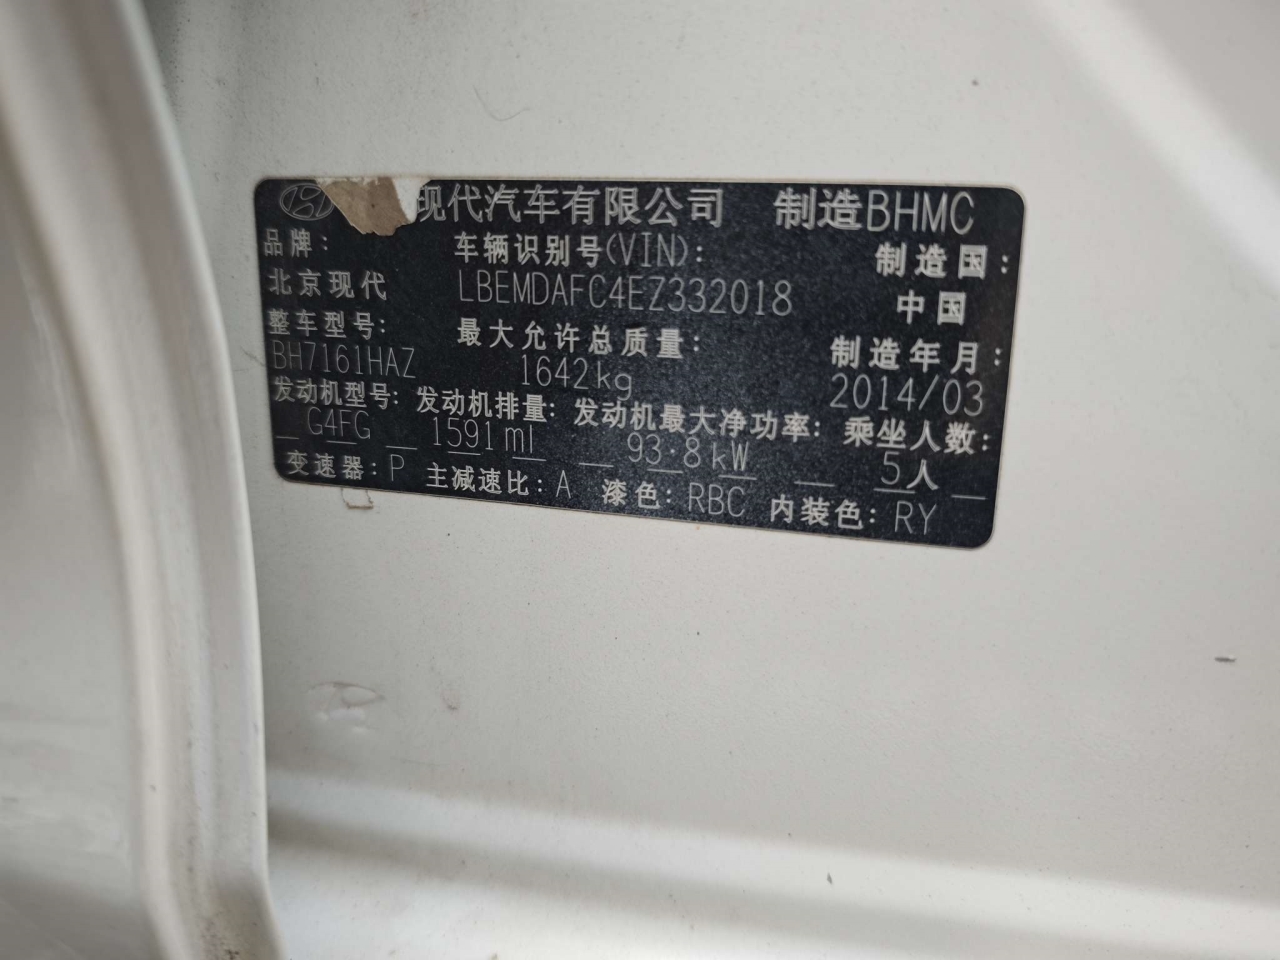 现代汽车有限公司 制造BHMC
品牌: 车辆识别号(VIN): 制造国:
北京现代 LBEMDAFC4EZ332018 中国
整车型号: 最大允许总质量: 制造年月:
BH7161HAZ 1642kg 2014/03
发动机型号: 发动机排量: 发动机最大净功率: 乘坐人数:
G4FG 1591ml 93.8kW 5人
变速器: P 主减速比: A 漆色: RBC 内装色: RY